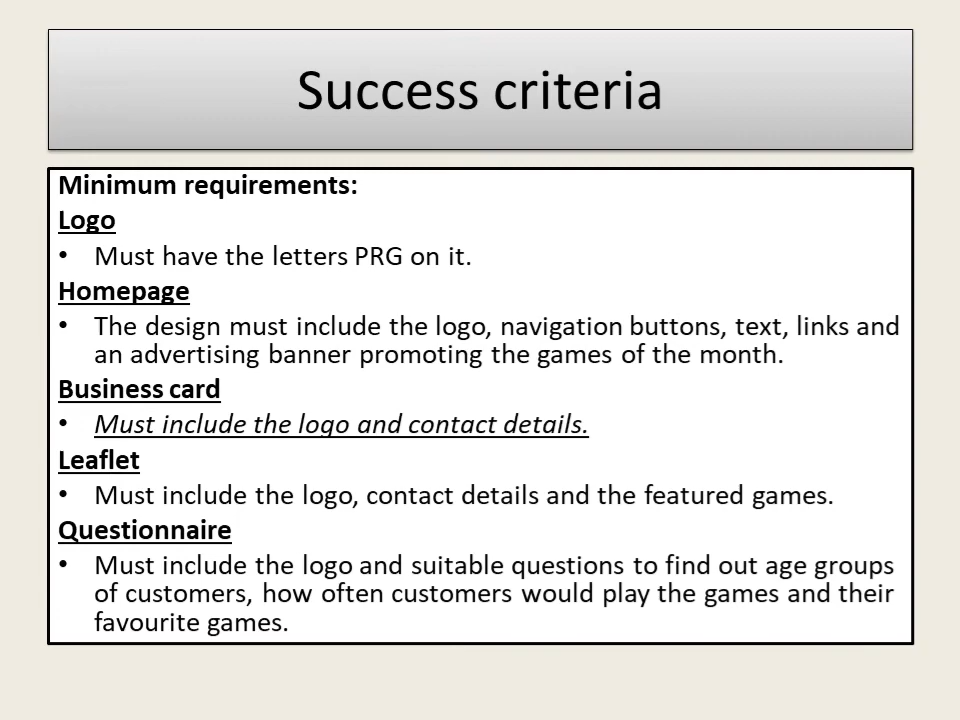 Success criteria
Minimum requirements:
Logo
• Must have the letters PRG on it.
Homepage
• The design must include the logo, navigation buttons, text, links and
an advertising banner promoting the games of the month.
Business card
• Must include the logo and contact details.
Leaflet
• Must include the logo, contact details and the featured games.
Questionnaire
• Must include the logo and suitable questions to find out age groups
of customers, how often customers would play the games and their
favourite games.